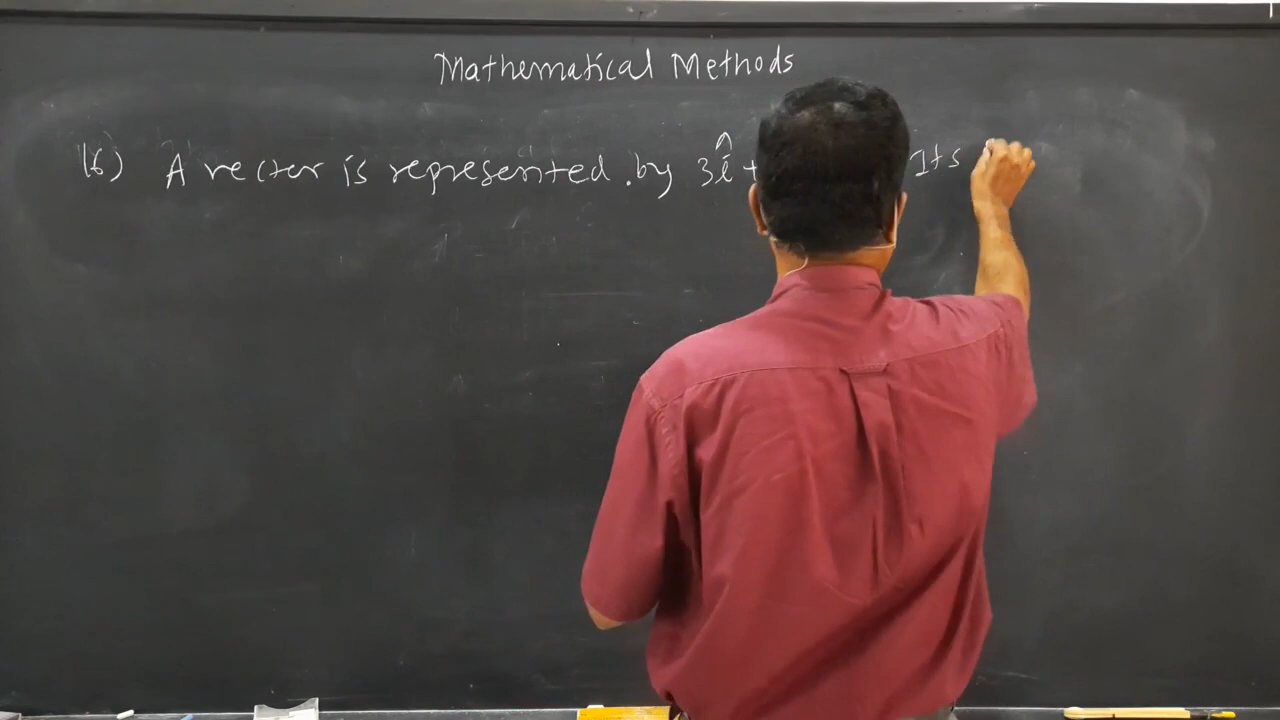 Mathematical Methods
16) A vector is represented by 3î + Its